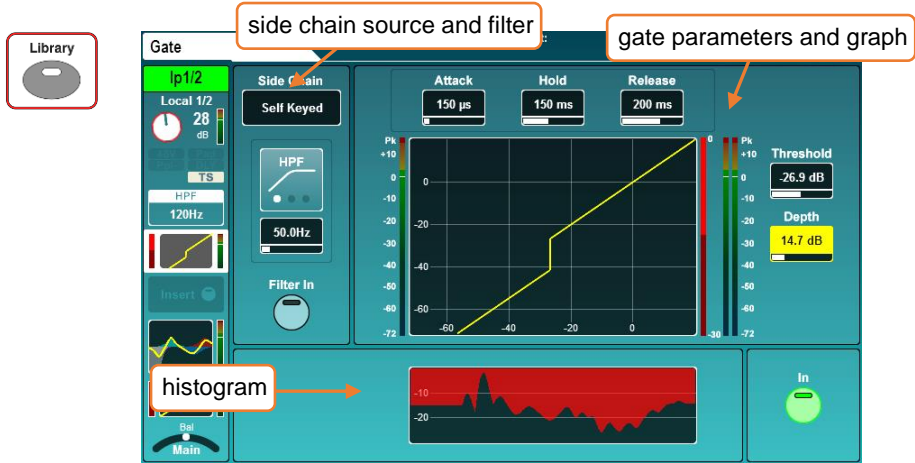 side chain source and filter
gate parameters and graph
Library
Gate
Ip1/2
Local 1/2
28
dB
TS
HPF
120Hz
Insert
Bal
Main
Side Chain
Self Keyed
HPF
50.0Hz
Filter In
Attack
Hold
Release
150 µs
150 ms
200 ms
Pk
+10
0
-10
-20
-30
-40
-50
-60
-72
0
-20
-40
-60
-60
-40
-20
0
0
-30
Pk
+10
0
-10
-20
-30
-40
-50
-60
-72
Threshold
-26.9 dB
Depth
14.7 dB
histogram
-10
-20
In